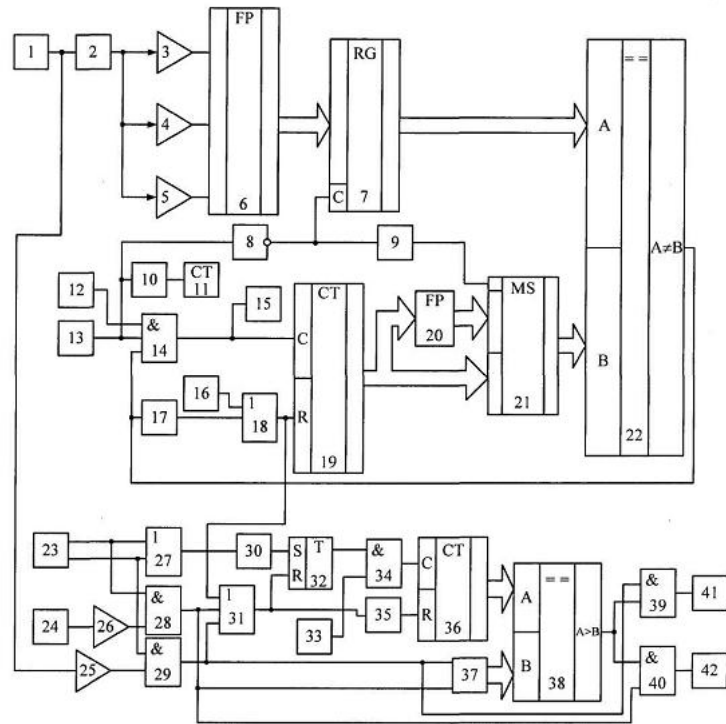 FP
RG
= =
1
2
3
4
5
6
C
7
A
A≠B
B
22
8
9
10
CT
11
12
13
&
14
15
CT
C
R
19
FP
20
MS
21
16
17
1
18
23
1
27
30
S
T
R
32
&
34
C
CT
R
36
= =
A
B
A>B
38
&
39
41
24
26
&
28
1
31
33
35
25
&
29
37
&
40
42